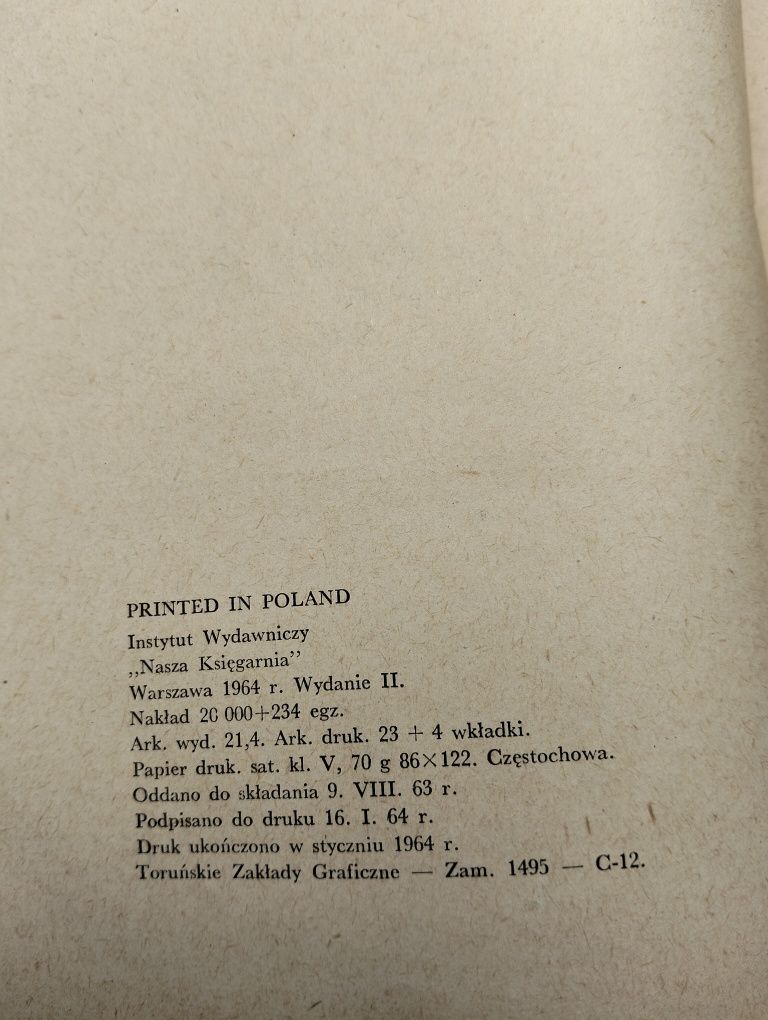 PRINTED IN POLAND
Instytut Wydawniczy
„Nasza Księgarnia”
Warszawa 1964 r. Wydanie II.
Nakład 20 000+234 egz.
Ark. wyd. 21,4. Ark. druk. 23 + 4 wkładki.
Papier druk. sat. kl. V, 70 g 86×122. Częstochowa.
Oddano do składania 9. VIII. 63 r.
Podpisano do druku 16. I. 64 r.
Druk ukończono w styczniu 1964 r.
Toruńskie Zakłady Graficzne — Zam. 1495 — C-12.